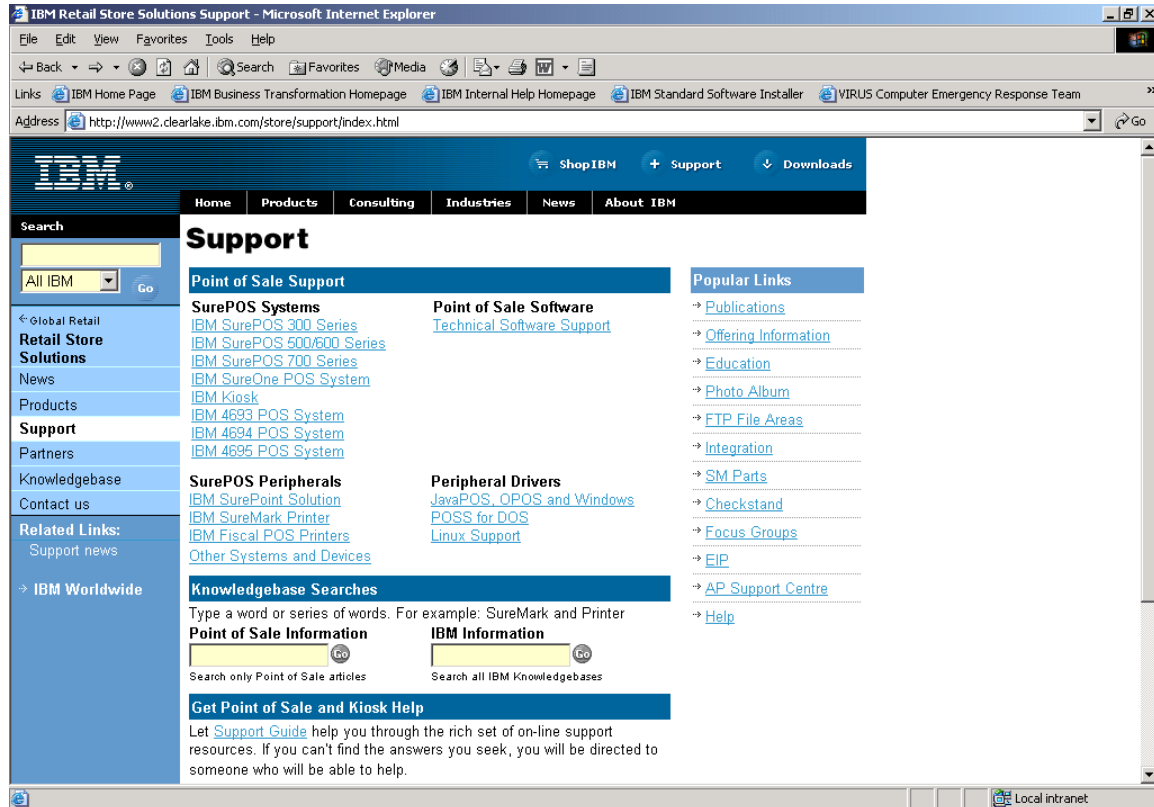 IBM Retail Store Solutions Support - Microsoft Internet Explorer
File Edit View Favorites Tools Help
Back Search Favorites Media
Links IBM Home Page IBM Business Transformation Homepage IBM Internal Help Homepage IBM Standard Software Installer VIRUS Computer Emergency Response Team »
Address http://www2.clearlake.ibm.com/store/support/index.html Go
IBM®
ShopIBM Support Downloads
Home Products Consulting Industries News About IBM
Search
All IBM Go
Global Retail
Retail Store
Solutions
News
Products
Support
Partners
Knowledgebase
Contact us
Related Links:
Support news
IBM Worldwide
Support
Point of Sale Support
SurePOS Systems
IBM SurePOS 300 Series
IBM SurePOS 500/600 Series
IBM SurePOS 700 Series
IBM SureOne POS System
IBM Kiosk
IBM 4693 POS System
IBM 4694 POS System
IBM 4695 POS System
Point of Sale Software
Technical Software Support
SurePOS Peripherals
IBM SurePoint Solution
IBM SureMark Printer
IBM Fiscal POS Printers
Other Systems and Devices
Peripheral Drivers
JavaPOS, OPOS and Windows
POSS for DOS
Linux Support
Knowledgebase Searches
Type a word or series of words. For example: SureMark and Printer
Point of Sale Information
Go
Search only Point of Sale articles
IBM Information
Go
Search all IBM Knowledgebases
Get Point of Sale and Kiosk Help
Let Support Guide help you through the rich set of on-line support
resources. If you can't find the answers you seek, you will be directed to
someone who will be able to help.
Popular Links
Publications
Offering Information
Education
Photo Album
FTP File Areas
Integration
SM Parts
Checkstand
Focus Groups
EIP
AP Support Centre
Help
Local intranet